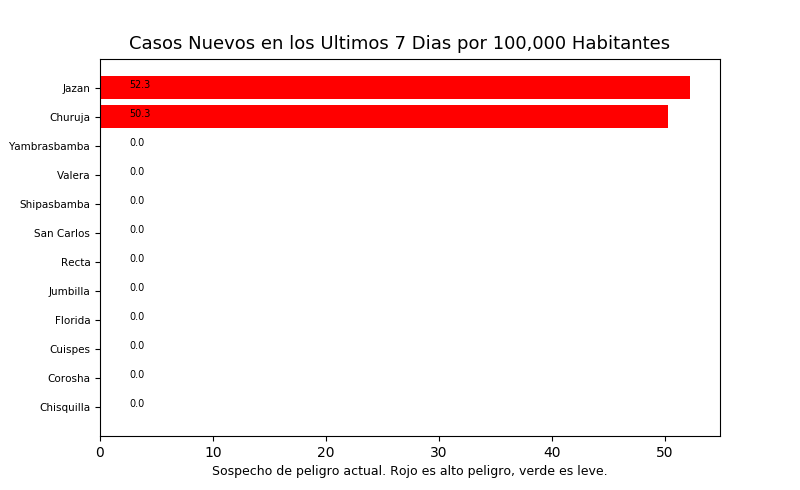 Casos Nuevos en los Ultimos 7 Dias por 100,000 Habitantes
Jazan 52.3
Churuja 50.3
Yambrasbamba 0.0
Valera 0.0
Shipasbamba 0.0
San Carlos 0.0
Recta 0.0
Jumbilla 0.0
Florida 0.0
Cuispes 0.0
Corosha 0.0
Chisquilla 0.0
0 10 20 30 40 50
Sospecho de peligro actual. Rojo es alto peligro, verde es leve.